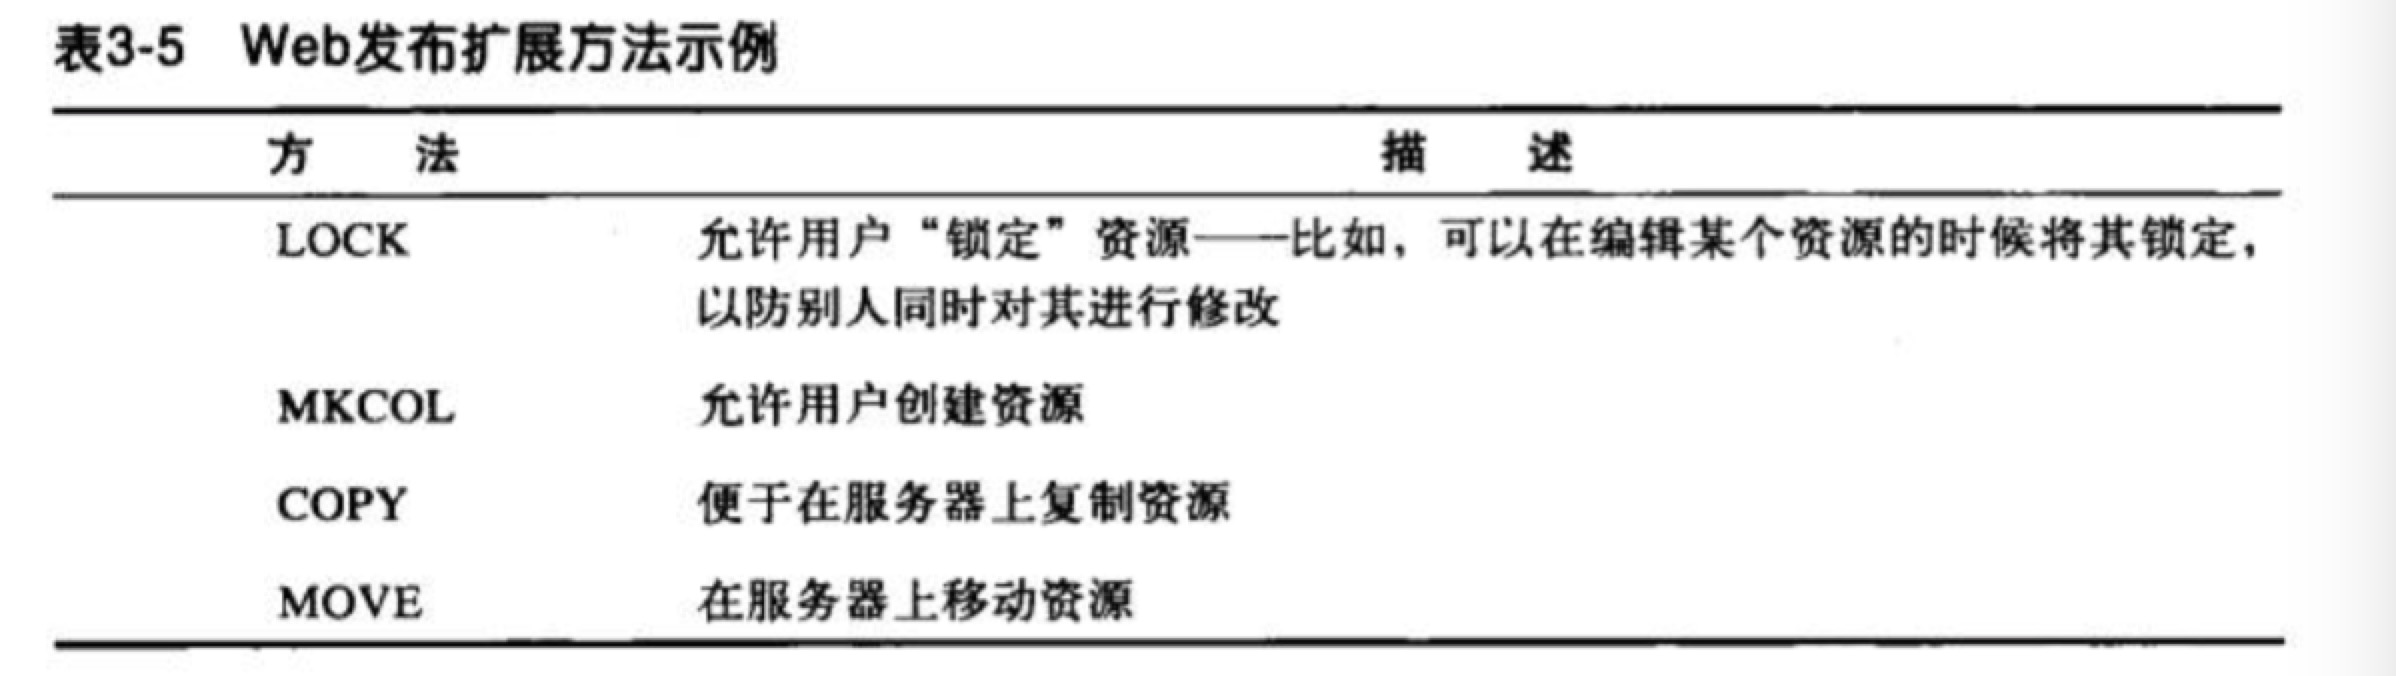 表3-5 Web发布扩展方法示例
方 法 描 述
LOCK 允许用户“锁定”资源——比如，可以在编辑某个资源的时候将其锁定，
以防别人同时对其进行修改
MKCOL 允许用户创建资源
COPY 便于在服务器上复制资源
MOVE 在服务器上移动资源